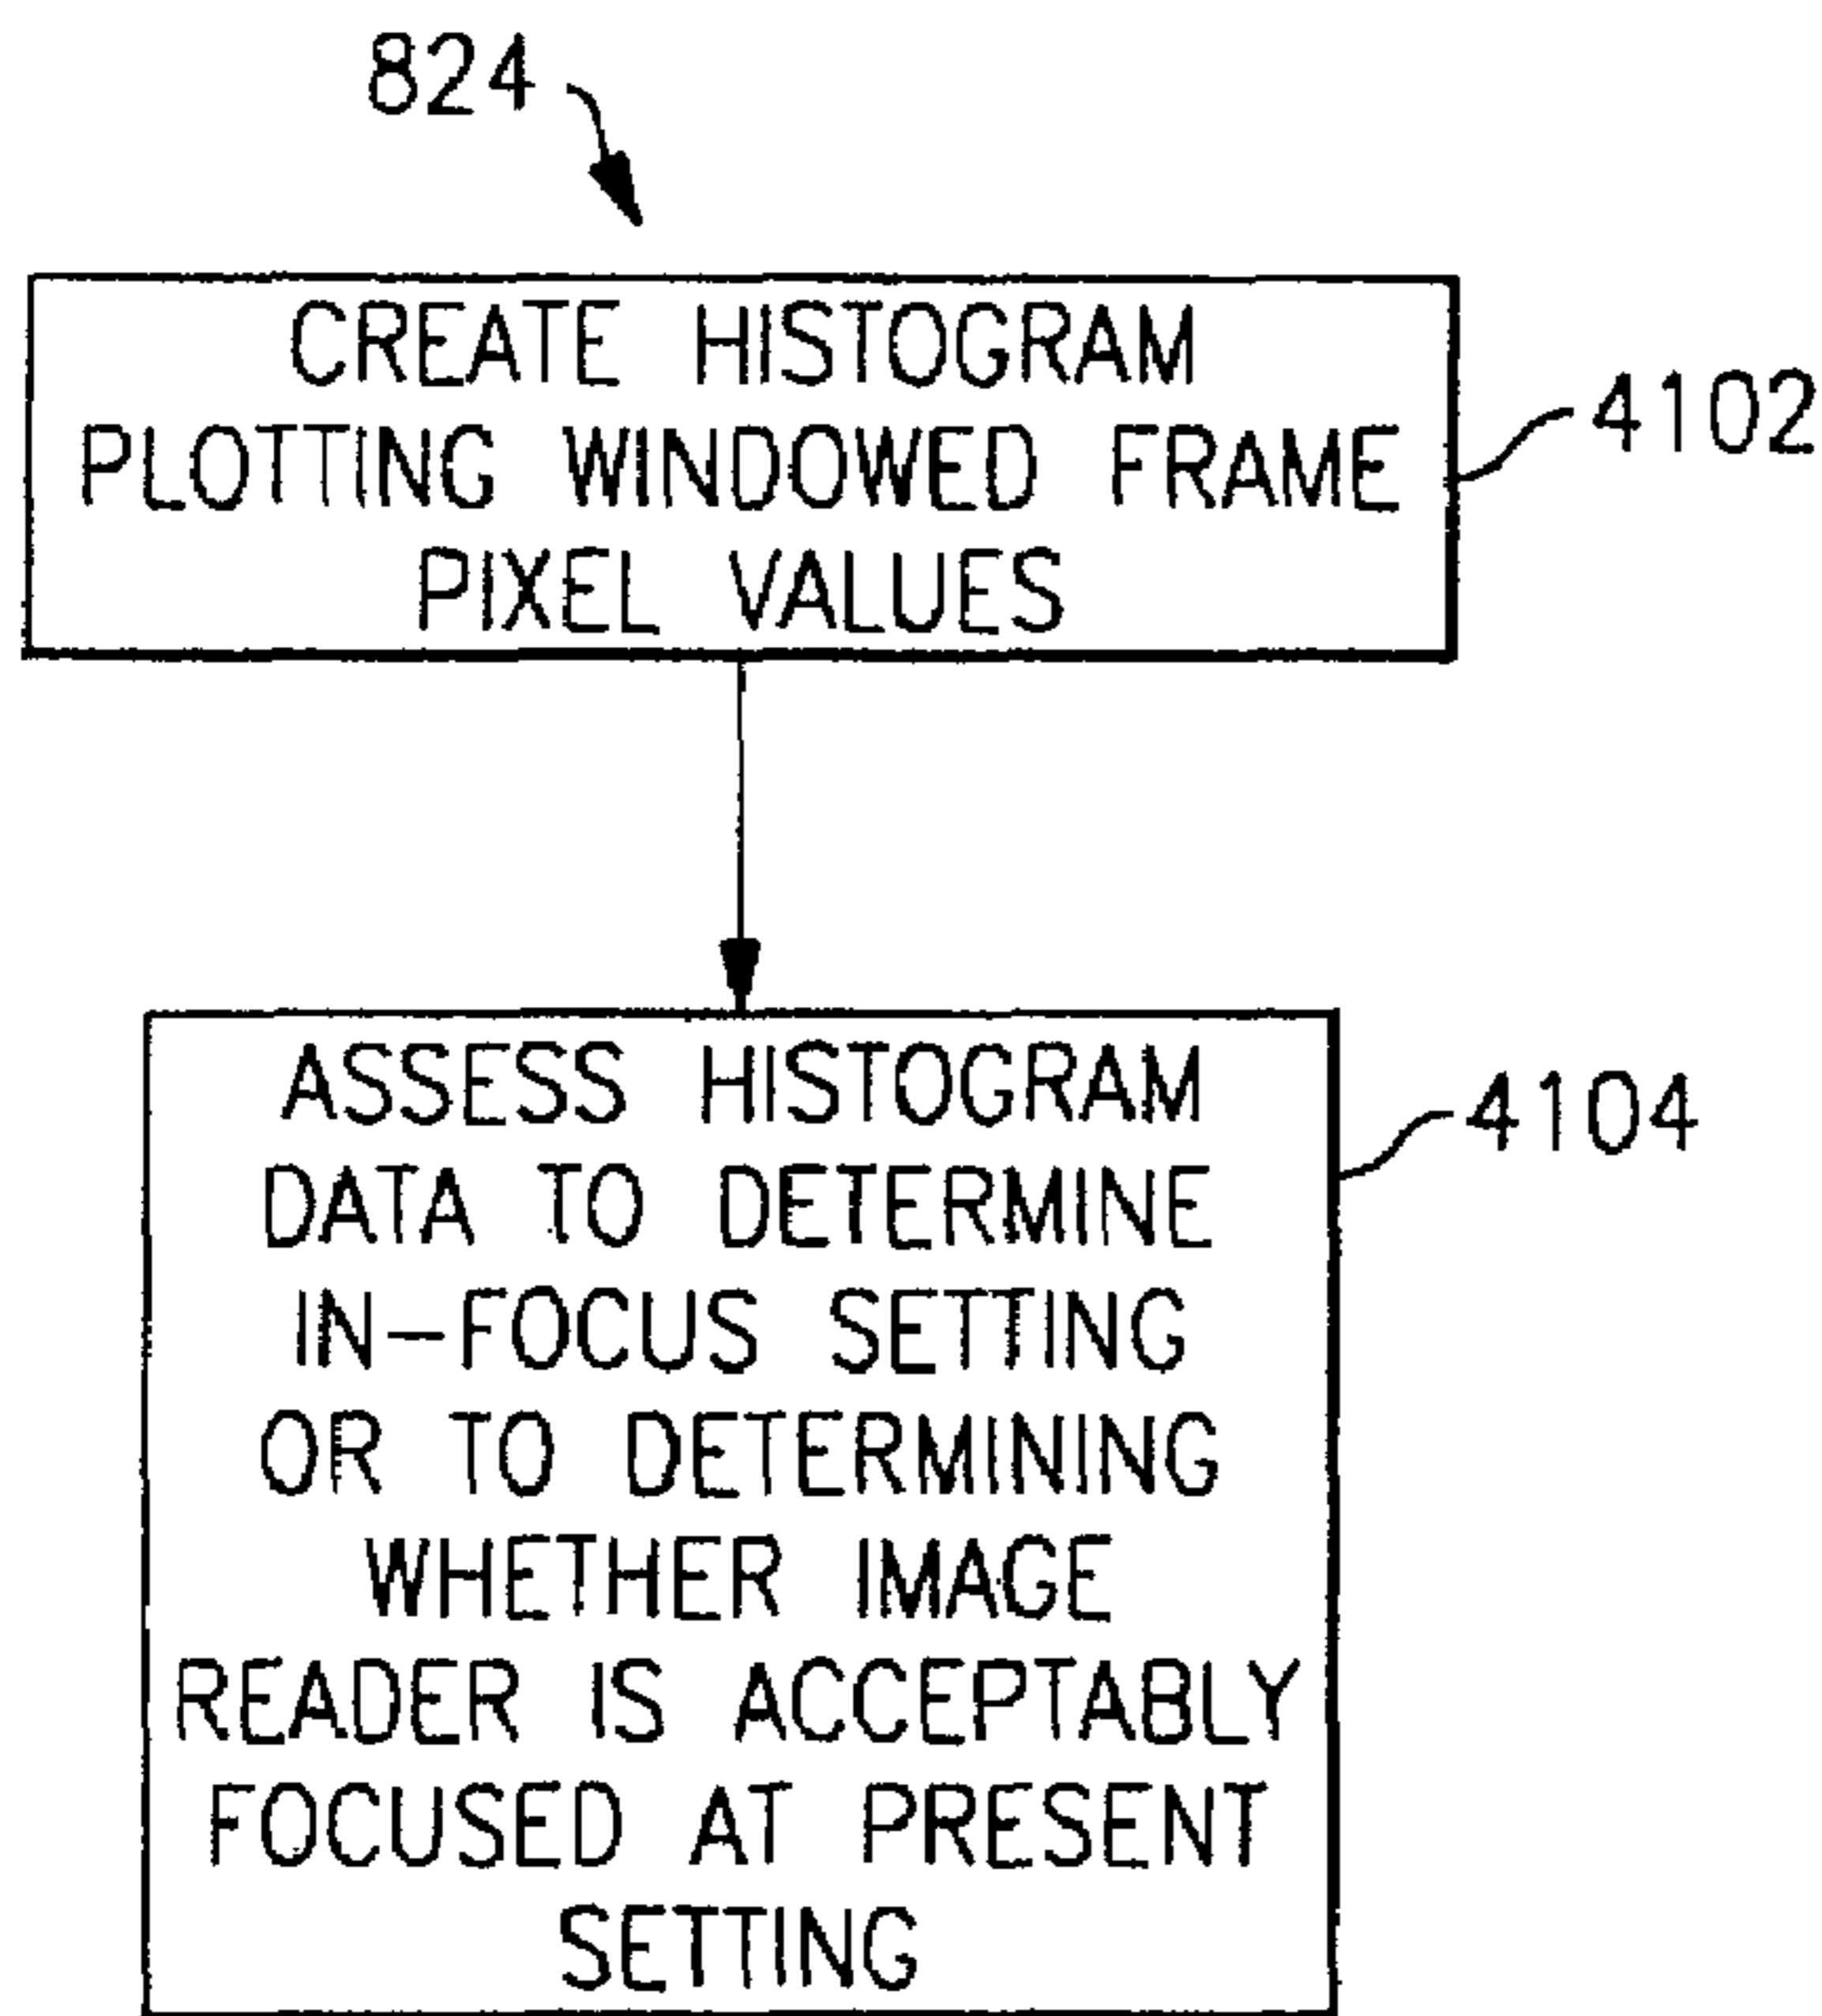 824
CREATE HISTOGRAM
PLOTTING WINDOWED FRAME
PIXEL VALUES
4102
ASSESS HISTOGRAM
DATA TO DETERMINE
IN-FOCUS SETTING
OR TO DETERMINING
WHETHER IMAGE
READER IS ACCEPTABLY
FOCUSED AT PRESENT
SETTING
4104